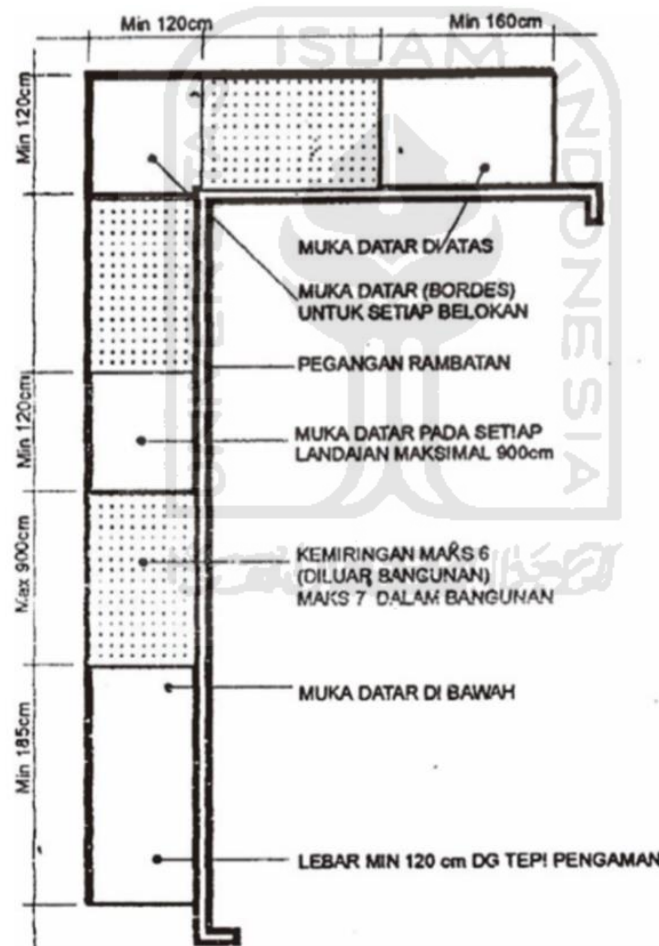 Min 120cm
Min 160cm
ISLAM
INDONESIA
Min 120cm
MUKA DATAR DI ATAS
MUKA DATAR (BORDES)
UNTUK SETIAP BELOKAN
PEGANGAN RAMBATAN
Min 120cm
MUKA DATAR PADA SETIAP
LANDAIAN MAKSIMAL 900cm
Max 900cm
KEMIRINGAN MAKS 6
(DILUAR BANGUNAN)
MAKS 7 DALAM BANGUNAN
MUKA DATAR DI BAWAH
Min 185cm
LEBAR MIN 120 cm DG TEPI PENGAMAN